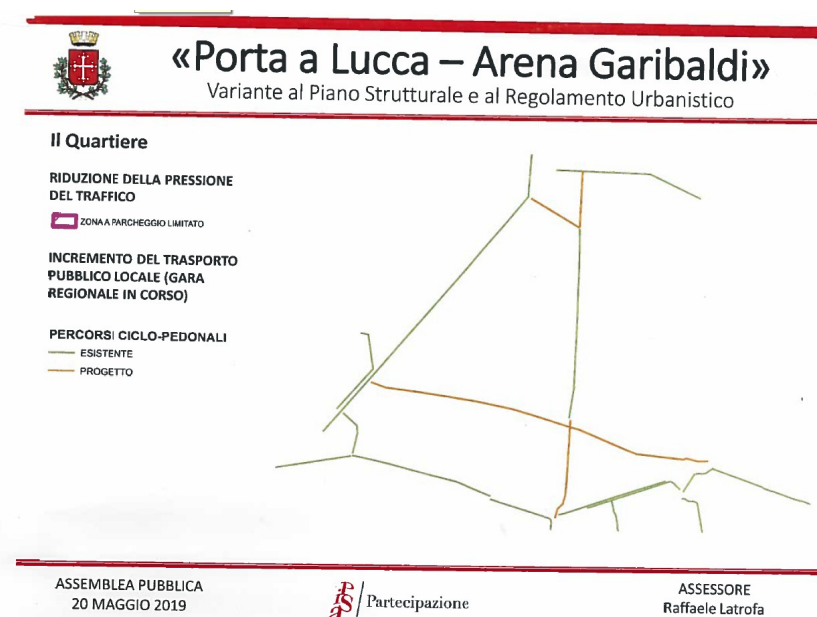 «Porta a Lucca – Arena Garibaldi»
Variante al Piano Strutturale e al Regolamento Urbanistico
Il Quartiere
RIDUZIONE DELLA PRESSIONE
DEL TRAFFICO
ZONA A PARCHEGGIO LIMITATO
INCREMENTO DEL TRASPORTO
PUBBLICO LOCALE (GARA
REGIONALE IN CORSO)
PERCORSI CICLO-PEDONALI
ESISTENTE
PROGETTO
ASSEMBLEA PUBBLICA
20 MAGGIO 2019
PISA
Partecipazione
ASSESSORE
Raffaele Latrofa